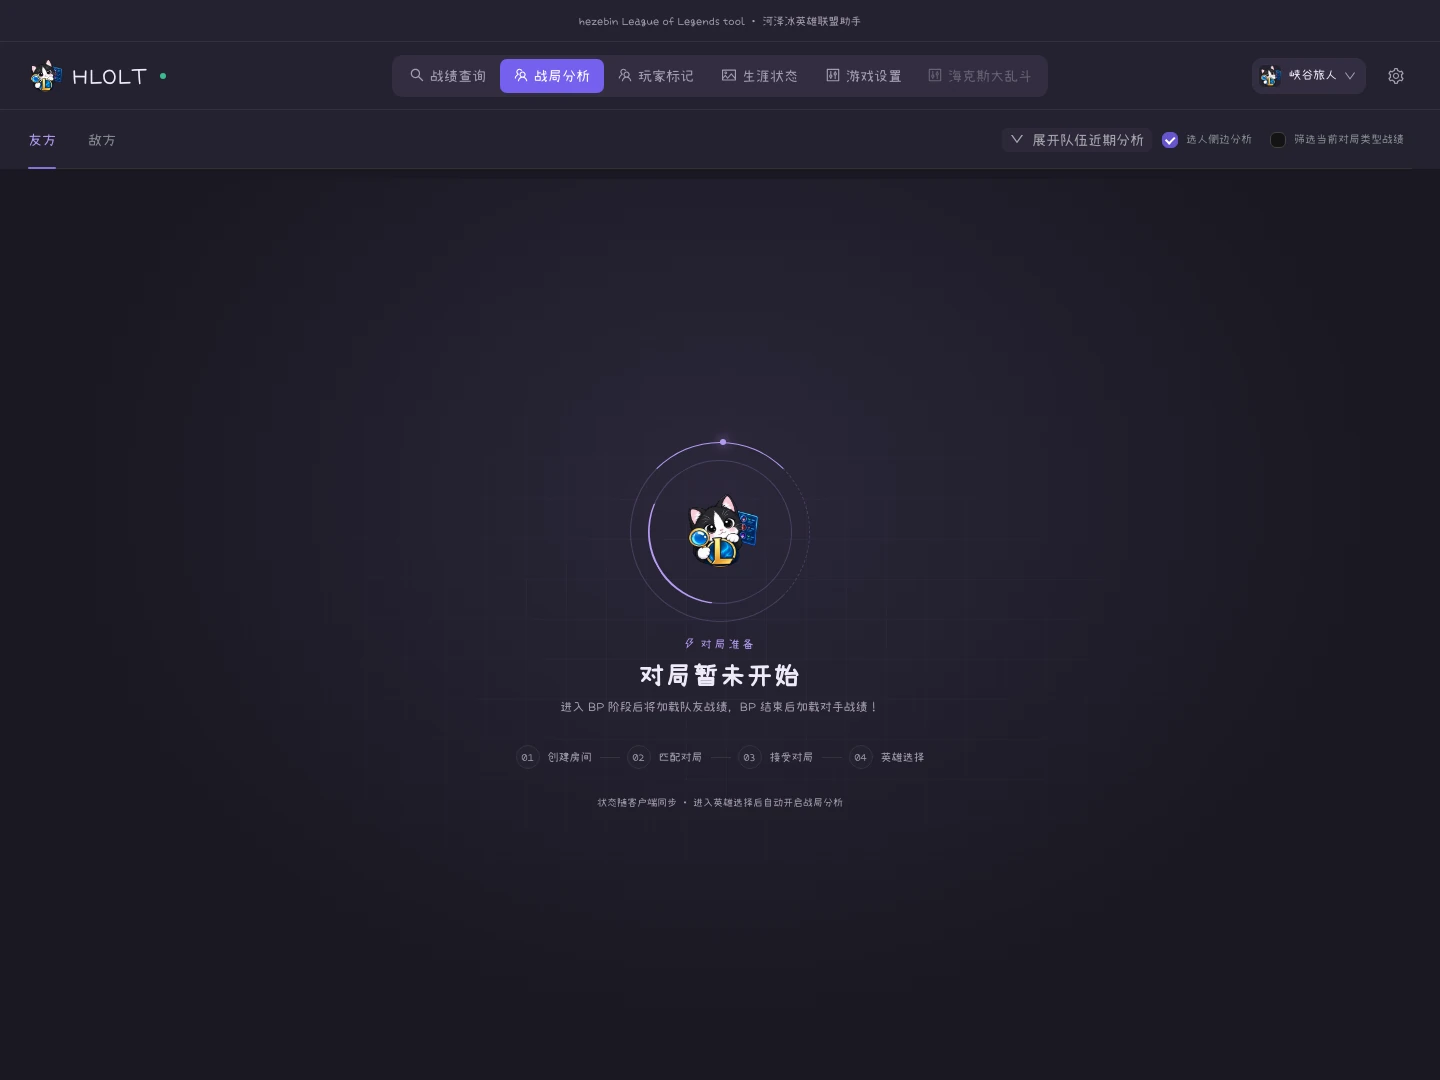 hezebin League of Legends tool · 河泽冰英雄联盟助手
HLOLT
战绩查询
战局分析
玩家标记
生涯状态
游戏设置
海克斯大乱斗
峡谷旅人
友方
敌方
展开队伍近期分析
选人侧边分析
筛选当前对局类型战绩
对局准备
对局暂未开始
进入 BP 阶段后将加载队友战绩，BP 结束后加载对手战绩！
01 创建房间
02 匹配对局
03 接受对局
04 英雄选择
状态随客户端同步 · 进入英雄选择后自动开启战局分析